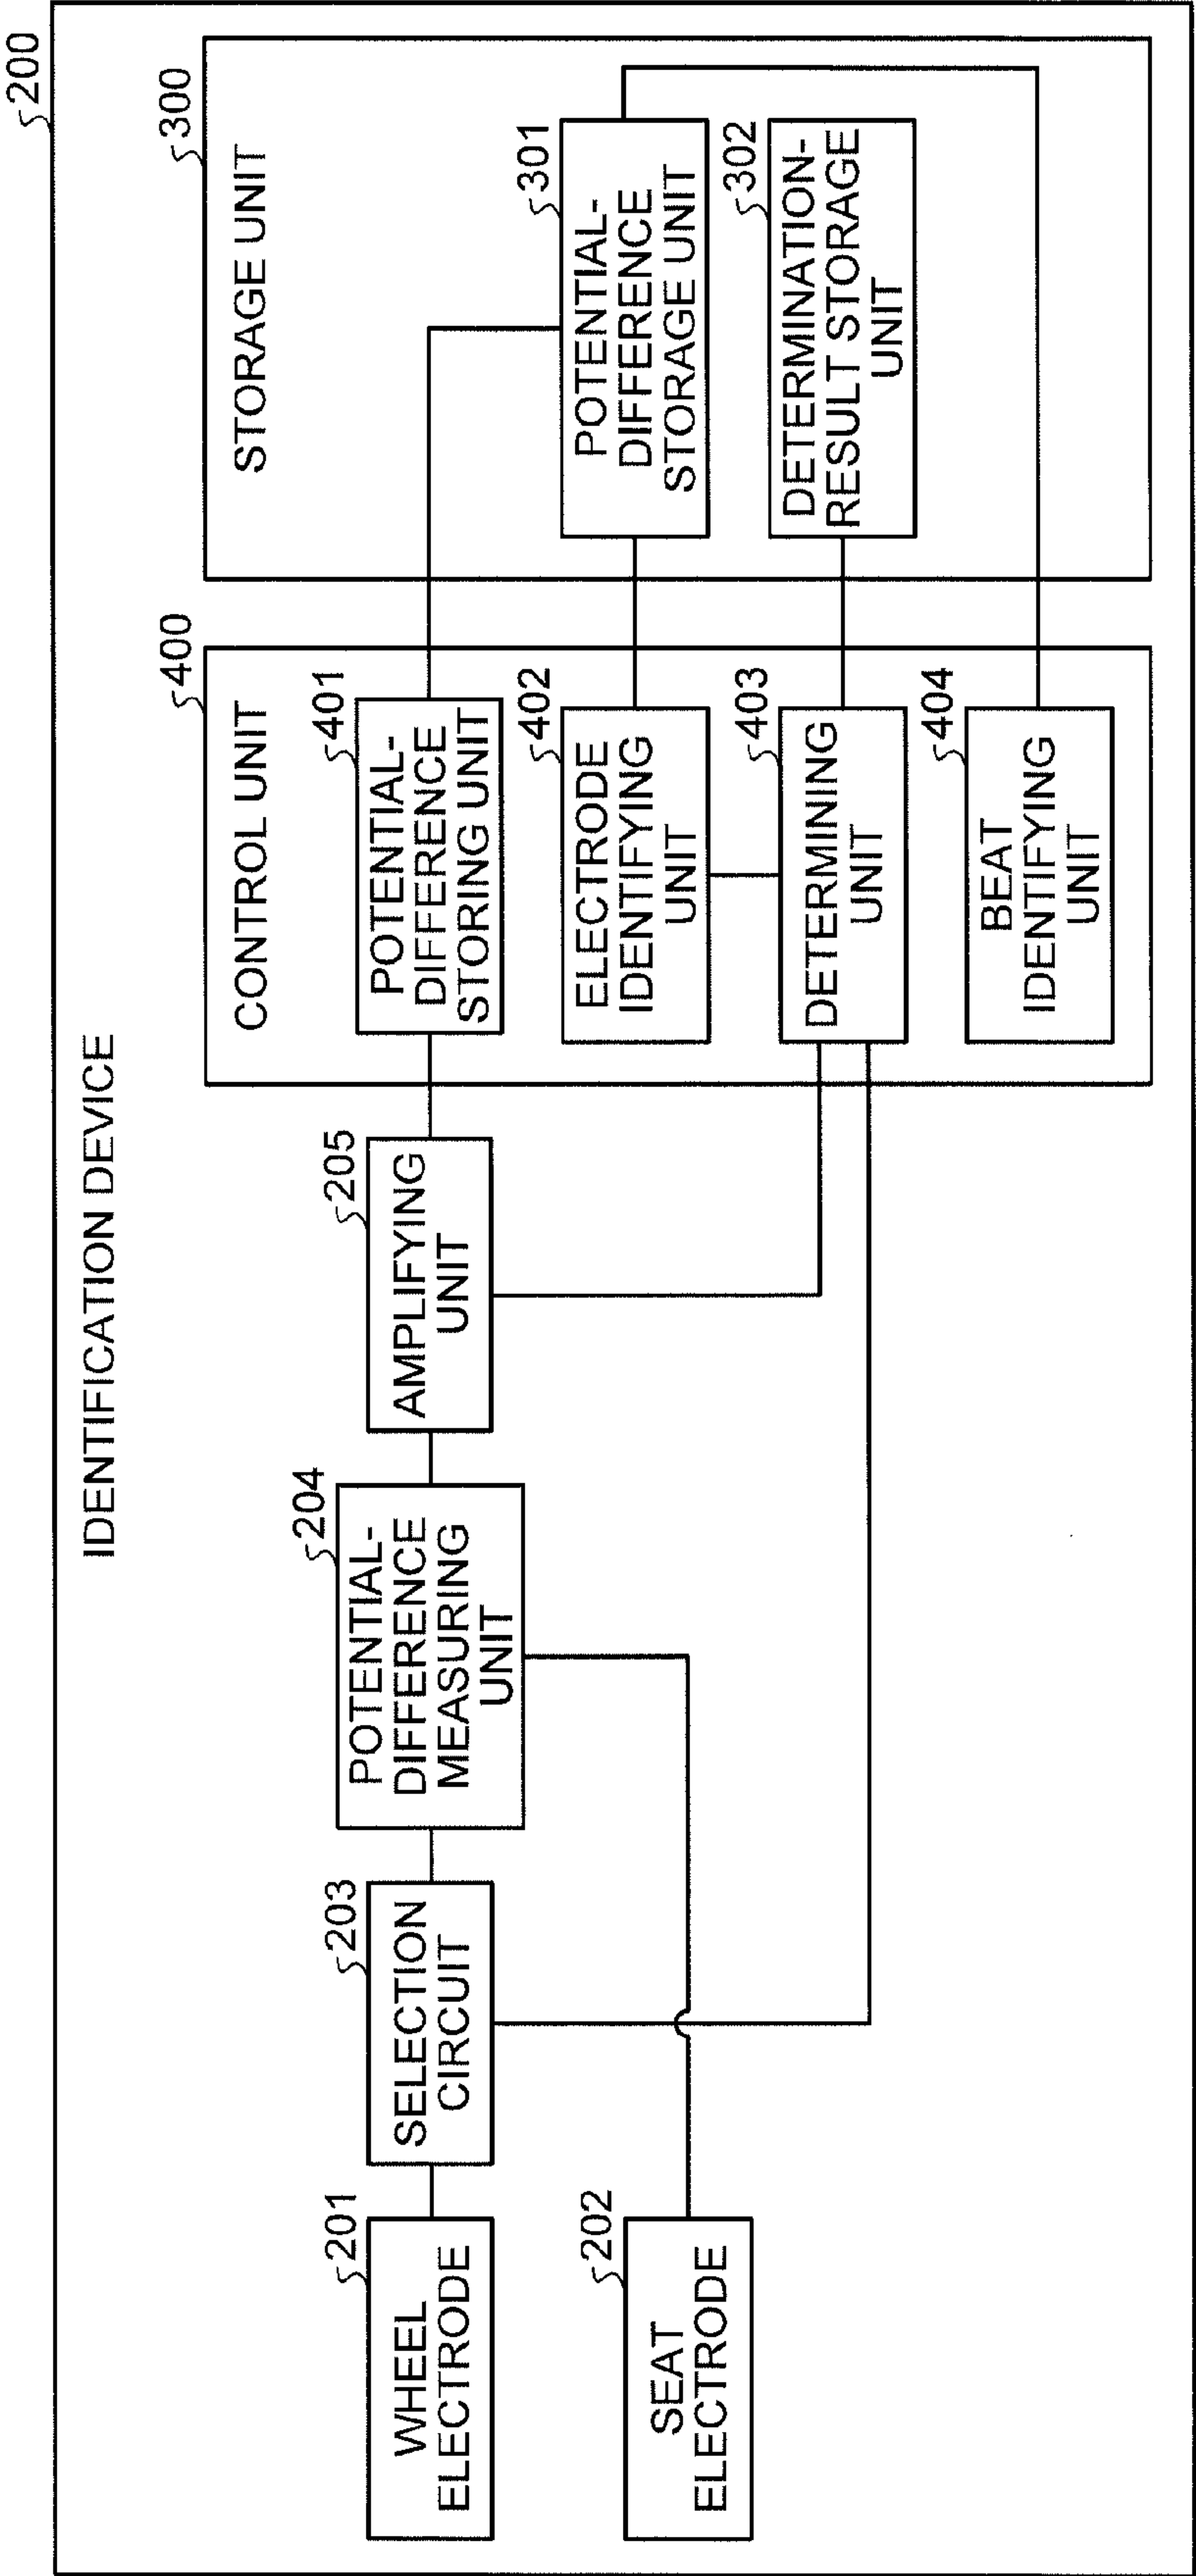 200
IDENTIFICATION DEVICE
201
WHEEL
ELECTRODE
202
SEAT
ELECTRODE
203
SELECTION
CIRCUIT
204
POTENTIAL-
DIFFERENCE
MEASURING
UNIT
205
AMPLIFYING
UNIT
400
CONTROL UNIT
401
POTENTIAL-
DIFFERENCE
STORING UNIT
402
ELECTRODE
IDENTIFYING
UNIT
403
DETERMINING
UNIT
404
BEAT
IDENTIFYING
UNIT
300
STORAGE UNIT
301
POTENTIAL-
DIFFERENCE
STORAGE UNIT
302
DETERMINATION-
RESULT STORAGE
UNIT